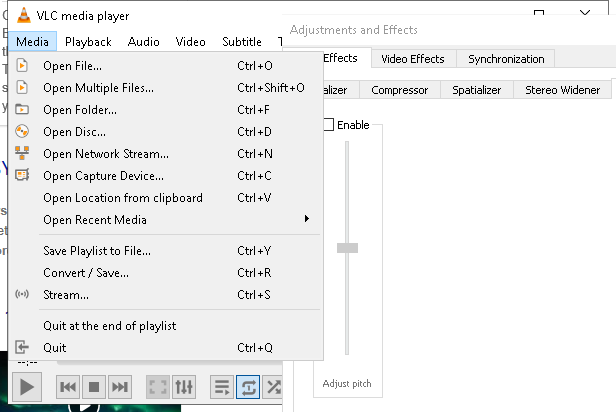 VLC media player
Media Playback Audio Video Subtitle T
Open File... Ctrl+O
Open Multiple Files... Ctrl+Shift+O
Open Folder... Ctrl+F
Open Disc... Ctrl+D
Open Network Stream... Ctrl+N
Open Capture Device... Ctrl+C
Open Location from clipboard Ctrl+V
Open Recent Media
Save Playlist to File... Ctrl+Y
Convert / Save... Ctrl+R
Stream... Ctrl+S
Quit at the end of playlist
Quit Ctrl+Q
--:--
Adjustments and Effects
Effects Video Effects Synchronization
alizer Compressor Spatializer Stereo Widener
Enable
Adjust pitch